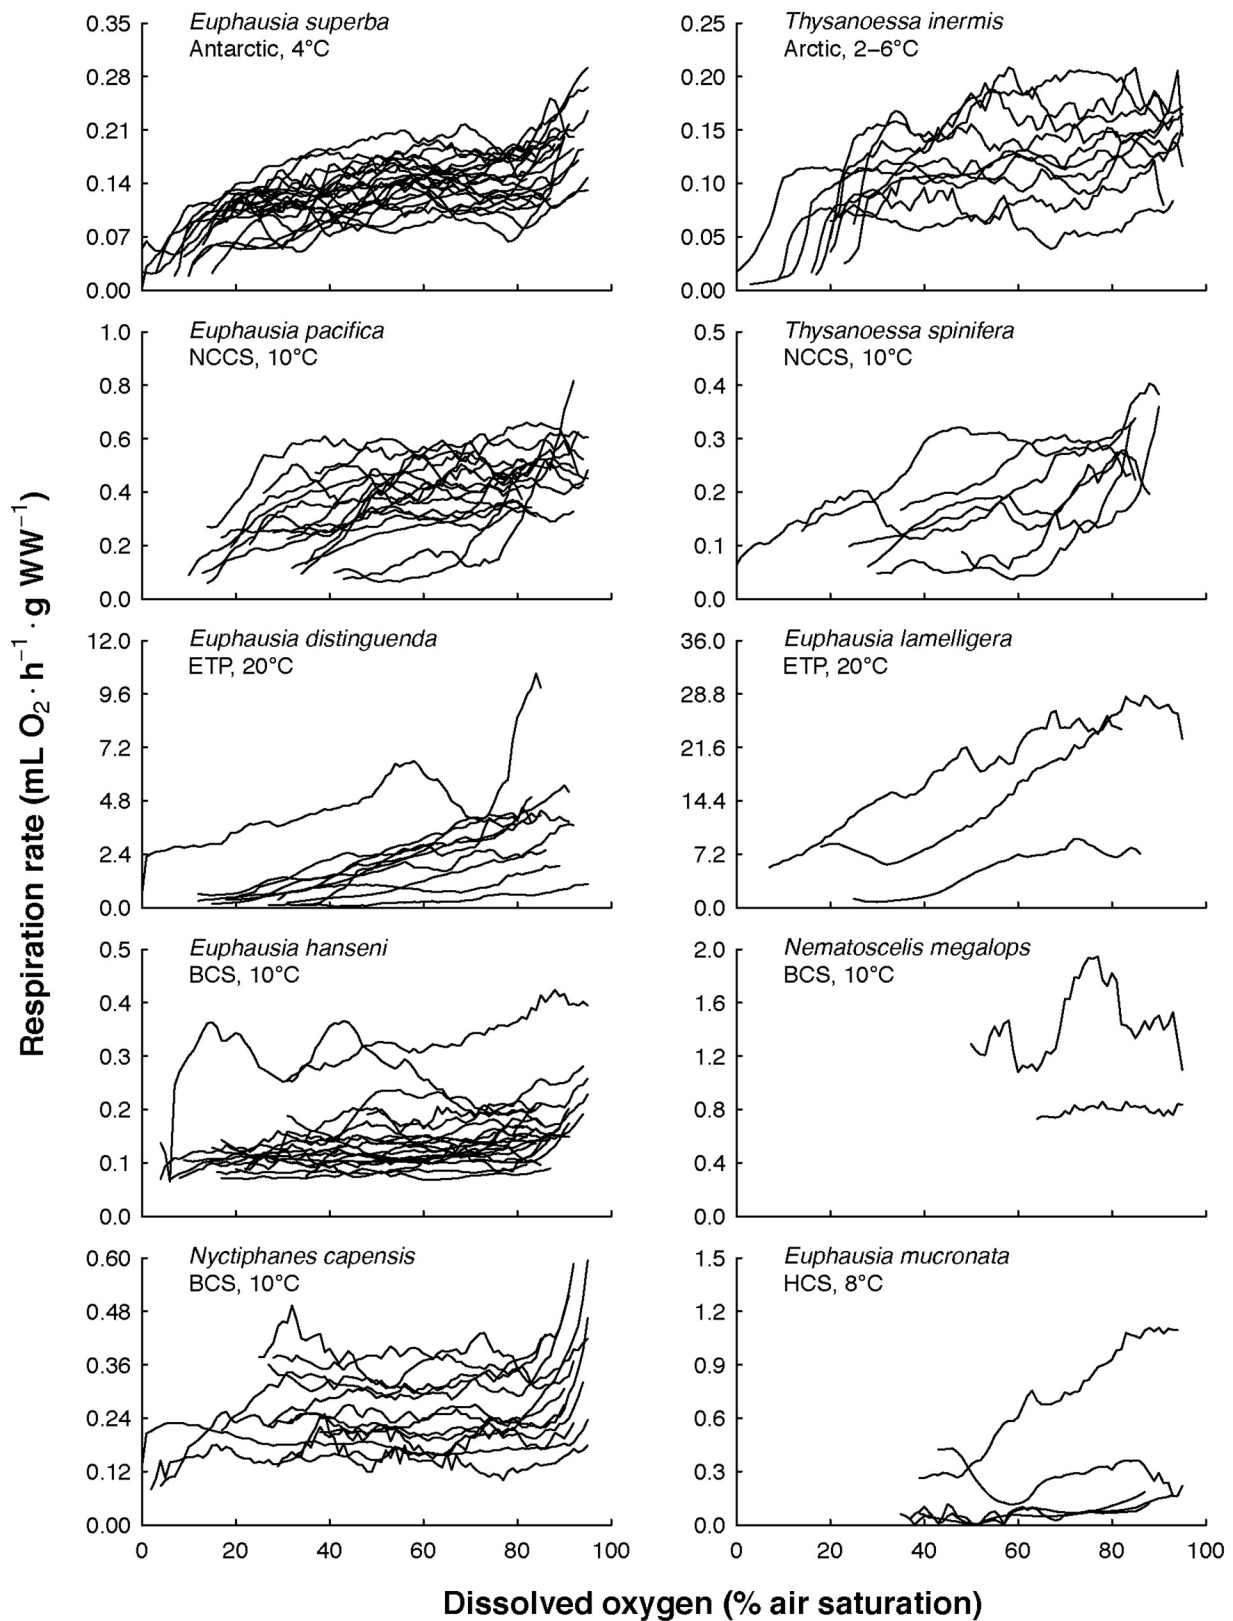 Respiration rate (mL O₂ · h⁻¹ · g WW⁻¹)
Euphausia superba
Antarctic, 4°C
0.35
0.28
0.21
0.14
0.07
0.00
Thysanoessa inermis
Arctic, 2–6°C
0.25
0.20
0.15
0.10
0.05
0.00
Euphausia pacifica
NCCS, 10°C
1.0
0.8
0.6
0.4
0.2
0.0
Thysanoessa spinifera
NCCS, 10°C
0.5
0.4
0.3
0.2
0.1
0.0
Euphausia distinguenda
ETP, 20°C
12.0
9.6
7.2
4.8
2.4
0.0
Euphausia lamelligera
ETP, 20°C
36.0
28.8
21.6
14.4
7.2
0.0
Euphausia hanseni
BCS, 10°C
0.5
0.4
0.3
0.2
0.1
0.0
Nematoscelis megalops
BCS, 10°C
2.0
1.6
1.2
0.8
0.4
0.0
Nyctiphanes capensis
BCS, 10°C
0.60
0.48
0.36
0.24
0.12
0.00
Euphausia mucronata
HCS, 8°C
1.5
1.2
0.9
0.6
0.3
0.0
0 20 40 60 80 100
0 20 40 60 80 100
Dissolved oxygen (% air saturation)